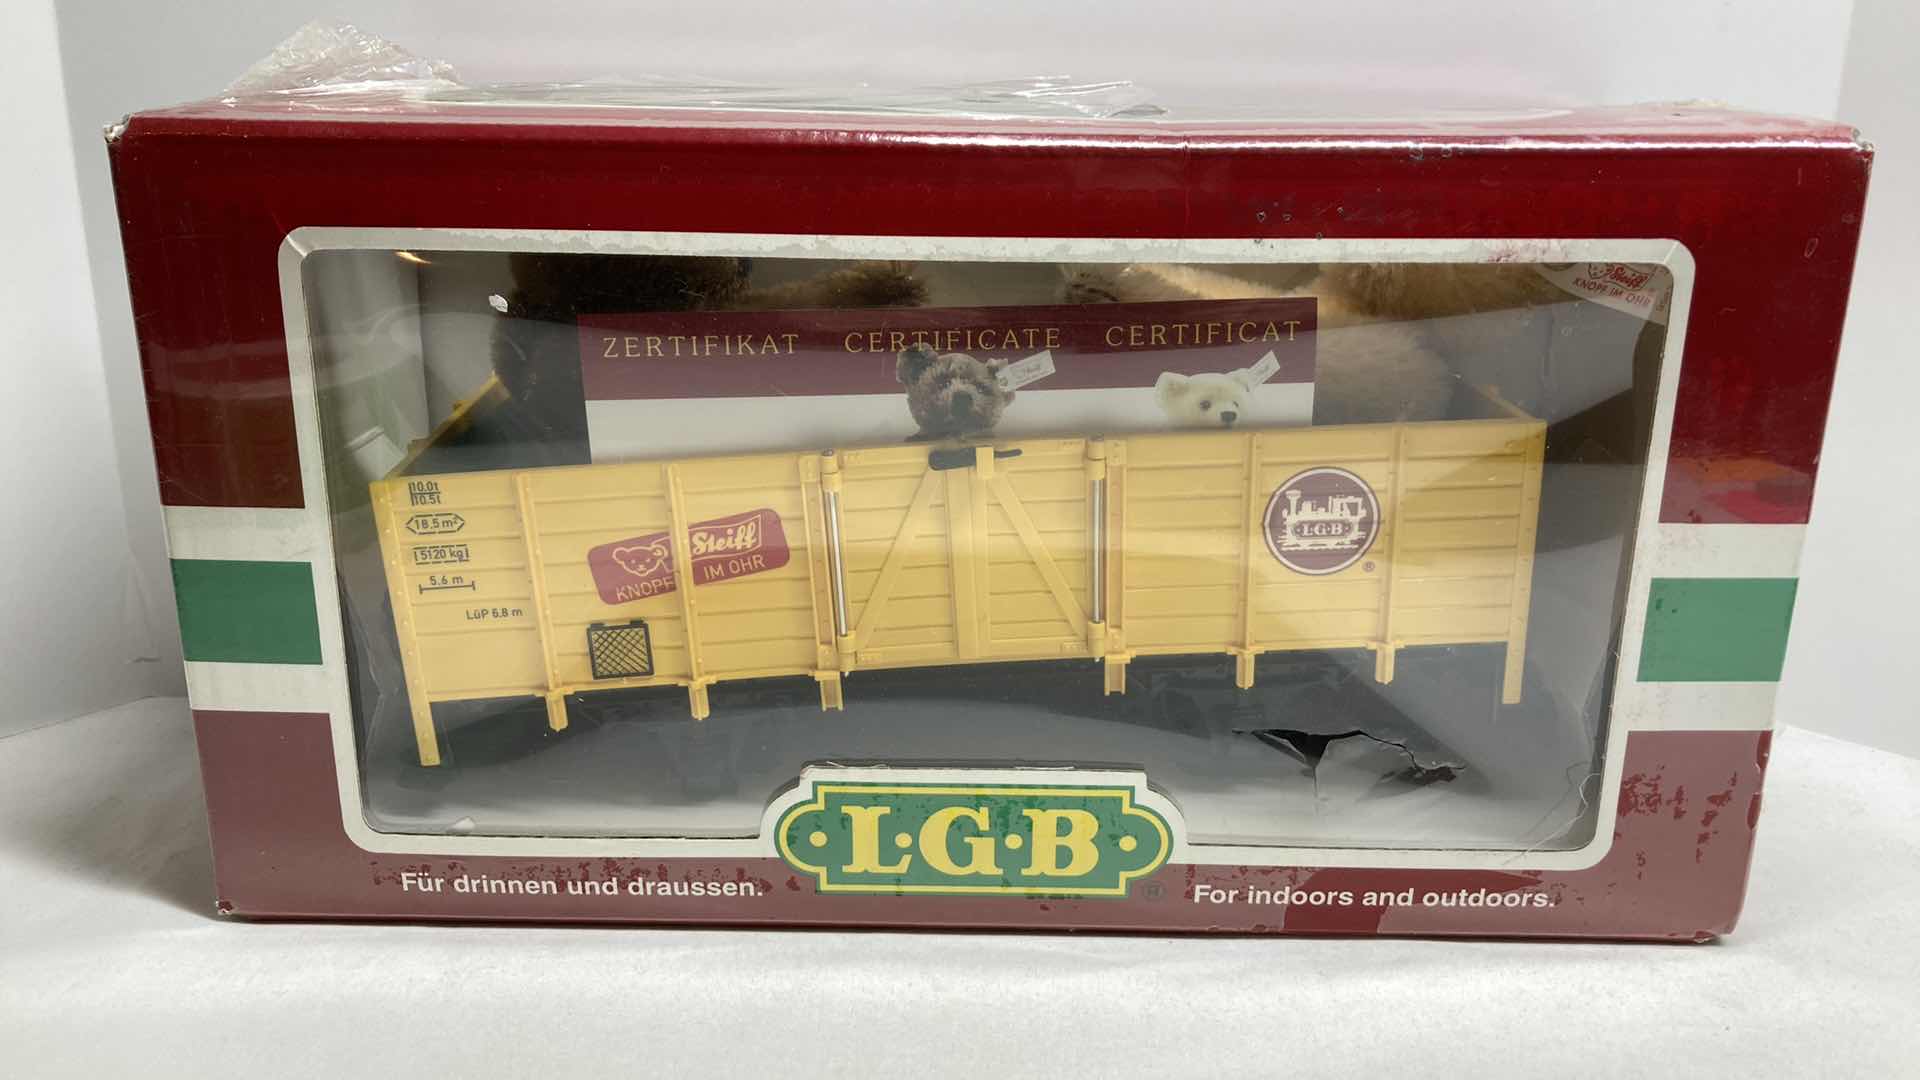 Steiff
KNOPF IM OHR
ZERTIFIKAT CERTIFICATE CERTIFICAT
Steiff
10.0t
10.5t
18.5 m²
5120 kg
5.6 m
LüP 6.8 m
Steiff
KNOPF IM OHR
L·G·B
®
·L·G·B·
®
Für drinnen und draussen.
For indoors and outdoors.